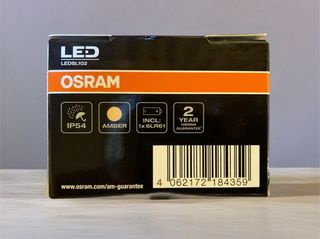 LED
LEDSL102
OSRAM
IP54
AMBER
INCL:
1x 6LR61
2
YEAR
OSRAM
GUARANTEE*
www.osram.com/am-guarantee
4 062172 184359 >